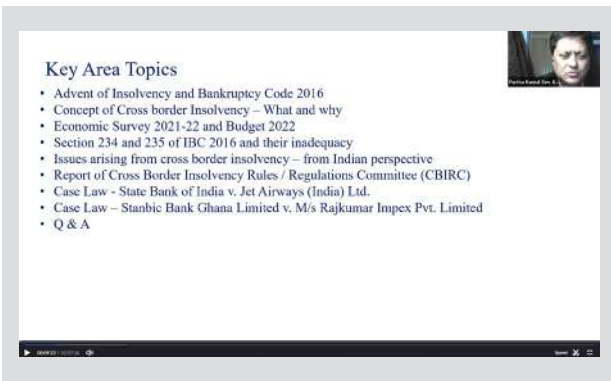 Key Area Topics
• Advent of Insolvency and Bankruptcy Code 2016
• Concept of Cross border Insolvency – What and why
• Economic Survey 2021-22 and Budget 2022
• Section 234 and 235 of IBC 2016 and their inadequacy
• Issues arising from cross border insolvency – from Indian perspective
• Report of Cross Border Insolvency Rules / Regulations Committee (CBIRC)
• Case Law - State Bank of India v. Jet Airways (India) Ltd.
• Case Law – Stanbic Bank Ghana Limited v. M/s Rajkumar Impex Pvt. Limited
• Q & A